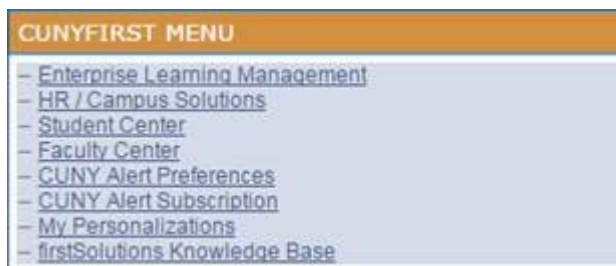 CUNYFIRST MENU
– Enterprise Learning Management
– HR / Campus Solutions
– Student Center
– Faculty Center
– CUNY Alert Preferences
– CUNY Alert Subscription
– My Personalizations
– firstSolutions Knowledge Base